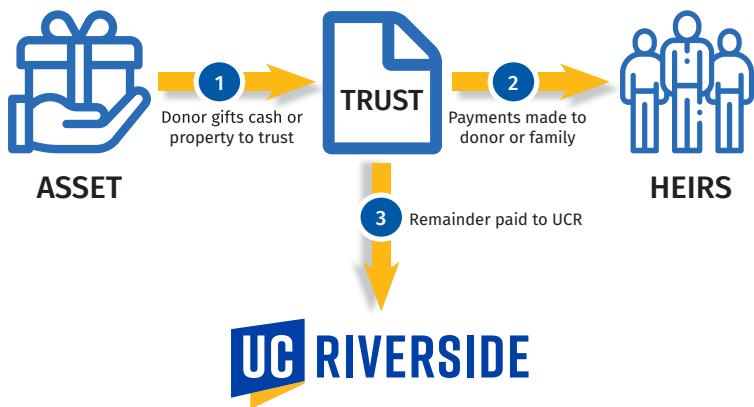 1
Donor gifts cash or
property to trust
ASSET
TRUST
2
Payments made to
donor or family
HEIRS
3
Remainder paid to UCR
UC RIVERSIDE